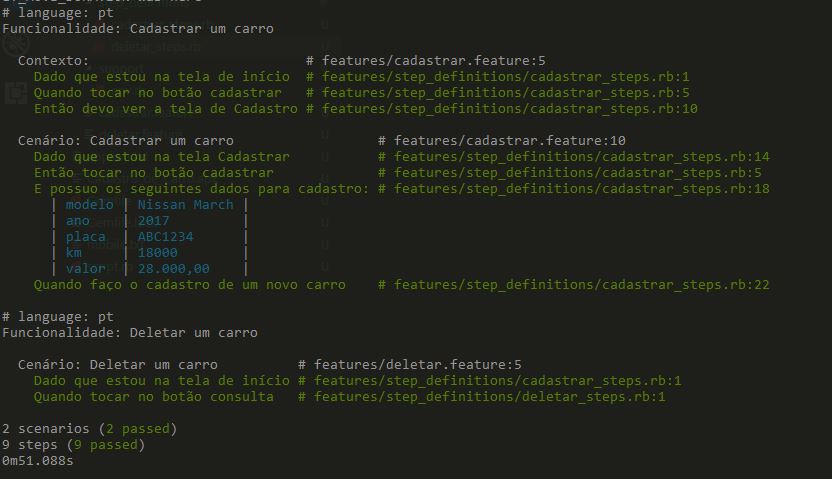 # language: pt
Funcionalidade: Cadastrar um carro
Contexto: # features/cadastrar.feature:5
Dado que estou na tela de início # features/step_definitions/cadastrar_steps.rb:1
Quando tocar no botão cadastrar # features/step_definitions/cadastrar_steps.rb:5
Então devo ver a tela de Cadastro # features/step_definitions/cadastrar_steps.rb:10
Cenário: Cadastrar um carro # features/cadastrar.feature:10
Dado que estou na tela Cadastrar # features/step_definitions/cadastrar_steps.rb:14
Então tocar no botão cadastrar # features/step_definitions/cadastrar_steps.rb:5
E possuo os seguintes dados para cadastro: # features/step_definitions/cadastrar_steps.rb:18
| modelo | Nissan March |
| ano | 2017 |
| placa | ABC1234 |
| km | 18000 |
| valor | 28.000,00 |
Quando faço o cadastro de um novo carro # features/step_definitions/cadastrar_steps.rb:22
# language: pt
Funcionalidade: Deletar um carro
Cenário: Deletar um carro # features/deletar.feature:5
Dado que estou na tela de início # features/step_definitions/cadastrar_steps.rb:1
Quando tocar no botão consulta # features/step_definitions/deletar_steps.rb:1
2 scenarios (2 passed)
9 steps (9 passed)
0m51.088s